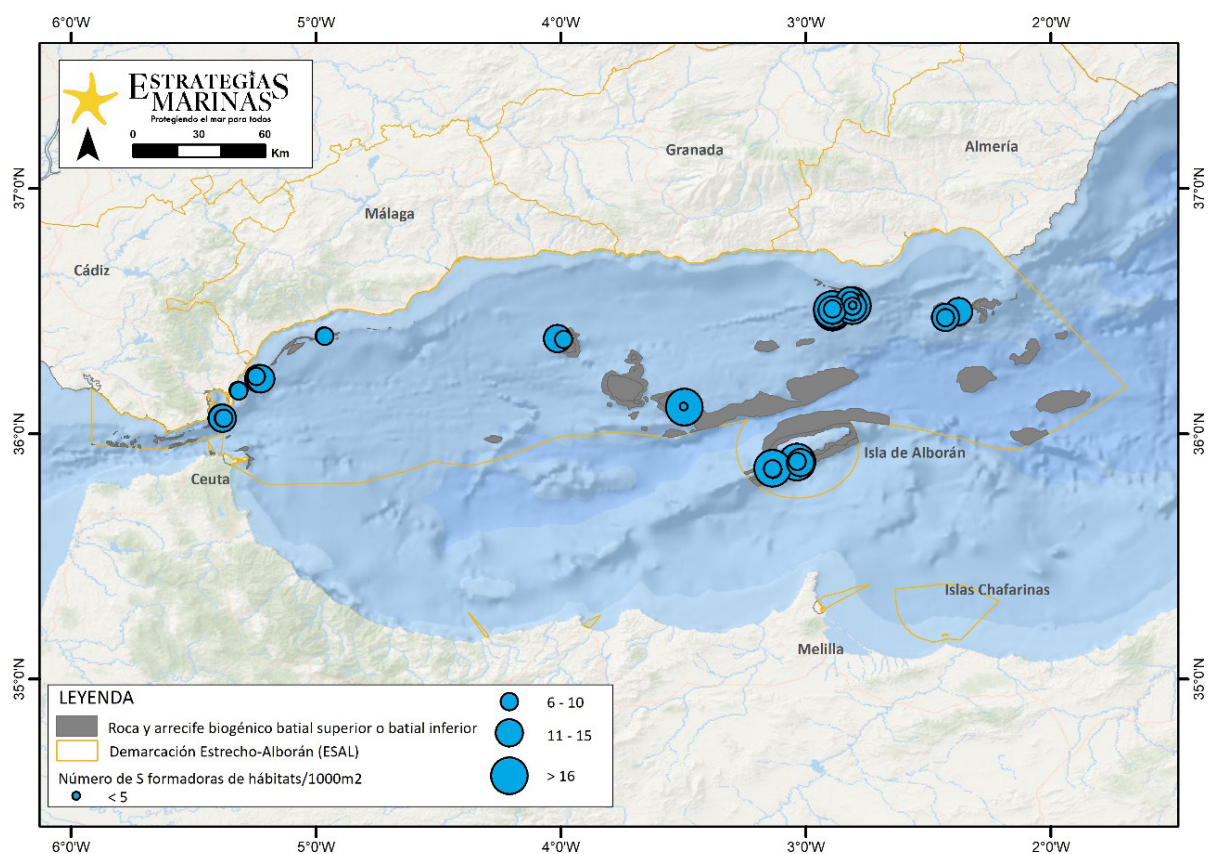 6°0'W 5°0'W 4°0'W 3°0'W 2°0'W
ESTRATEGIAS
MARINAS
Protegiendo el mar para todos
0 30 60
Km
Granada
Almería
Málaga
Cádiz
37°0'N 37°0'N
36°0'N 36°0'N
Isla de Alborán
Ceuta
Islas Chafarinas
Melilla
35°0'N 35°0'N
LEYENDA
Roca y arrecife biogénico batial superior o batial inferior
Demarcación Estrecho-Alborán (ESAL)
Número de S formadoras de hábitats/1000m2
< 5
6 - 10
11 - 15
> 16
6°0'W 5°0'W 4°0'W 3°0'W 2°0'W